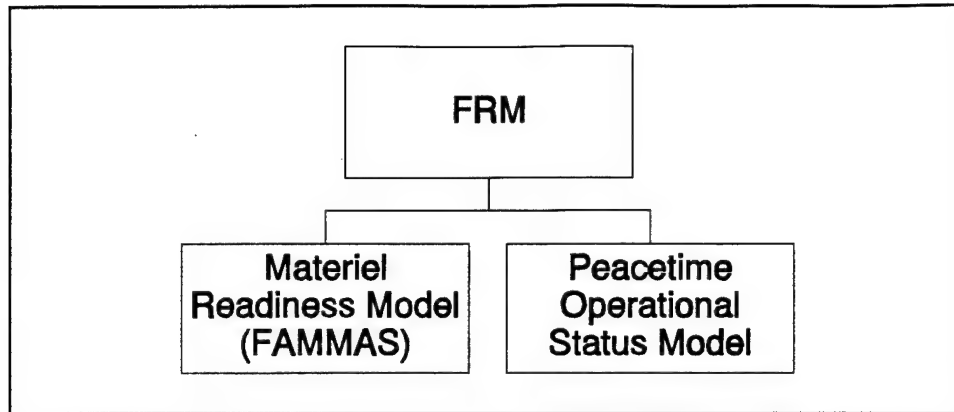 FRM
Materiel
Readiness Model
(FAMMAS)
Peacetime
Operational
Status Model